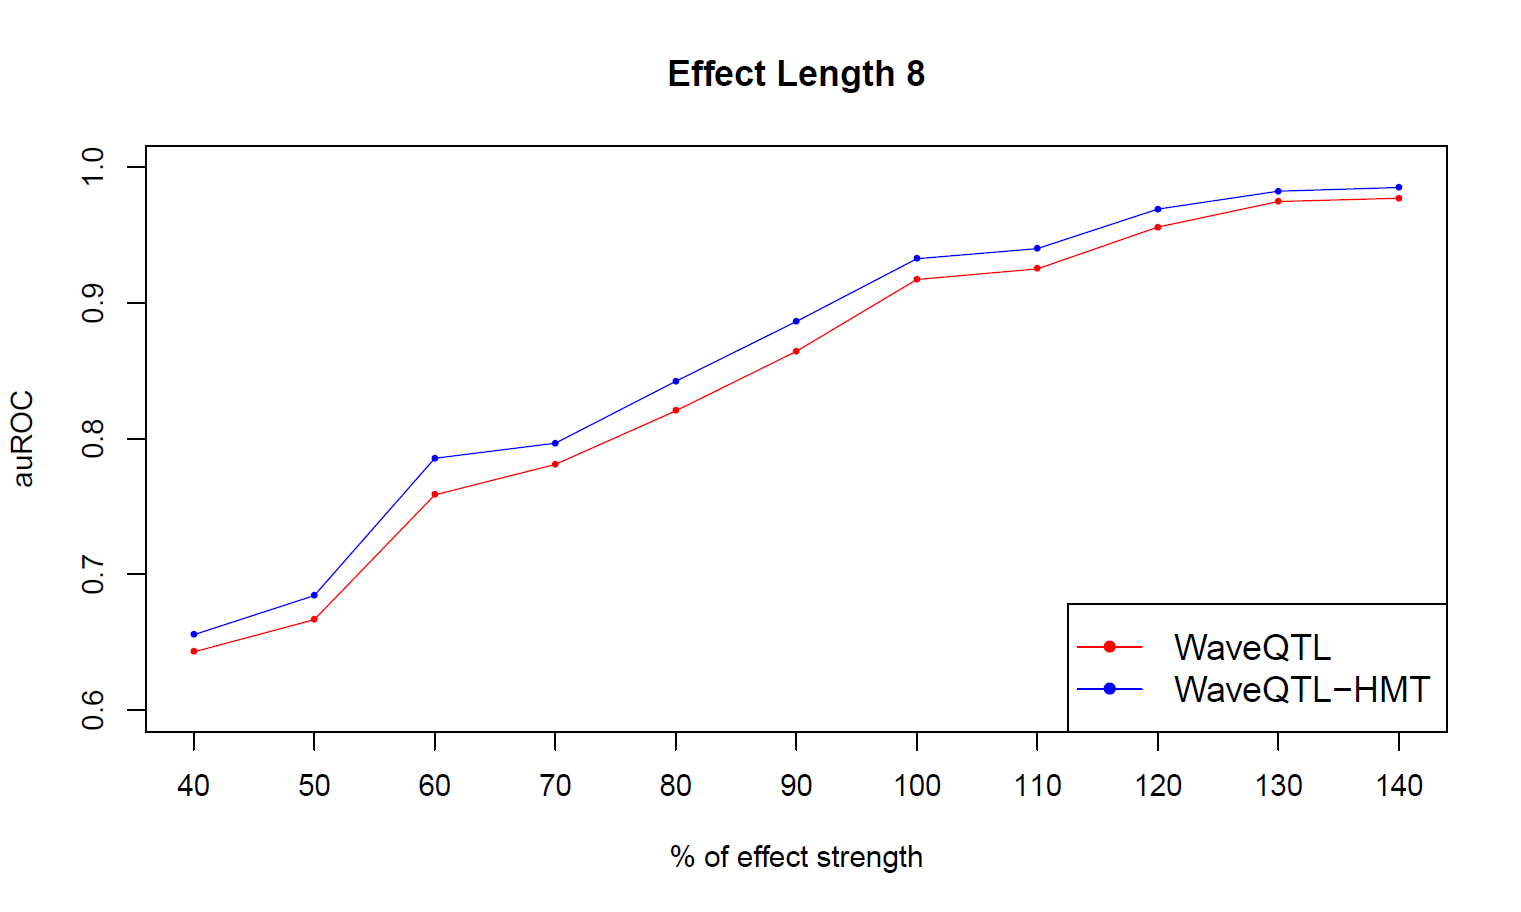 Effect Length 8
1.0
0.9
0.8
0.7
0.6
auROC
40 50 60 70 80 90 100 110 120 130 140
% of effect strength
WaveQTL
WaveQTL−HMT